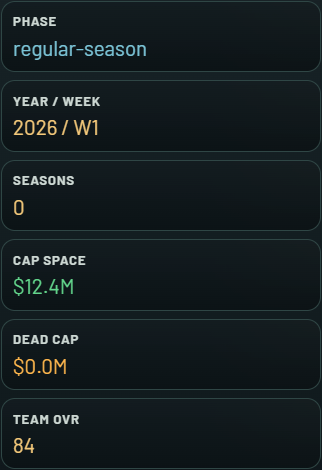 PHASE
regular-season
YEAR / WEEK
2026 / W1
SEASONS
0
CAP SPACE
$12.4M
DEAD CAP
$0.0M
TEAM OVR
84